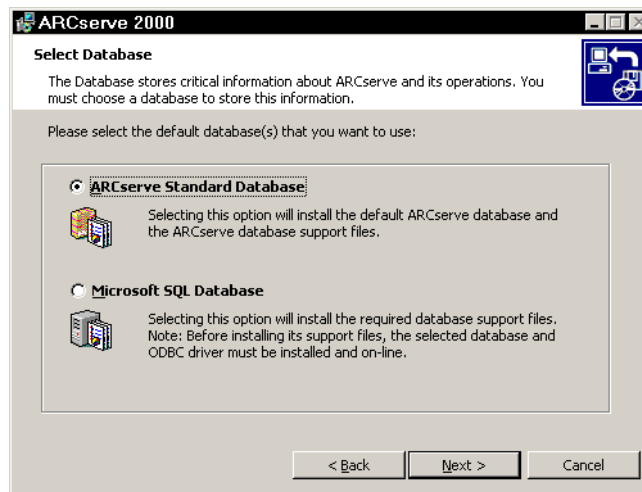 ARCserve 2000
Select Database
The Database stores critical information about ARCserve and its operations. You
must choose a database to store this information.
Please select the default database(s) that you want to use:
ARCserve Standard Database
Selecting this option will install the default ARCserve database and
the ARCserve database support files.
Microsoft SQL Database
Selecting this option will install the required database support files.
Note: Before installing its support files, the selected database and
ODBC driver must be installed and on-line.
< Back
Next >
Cancel